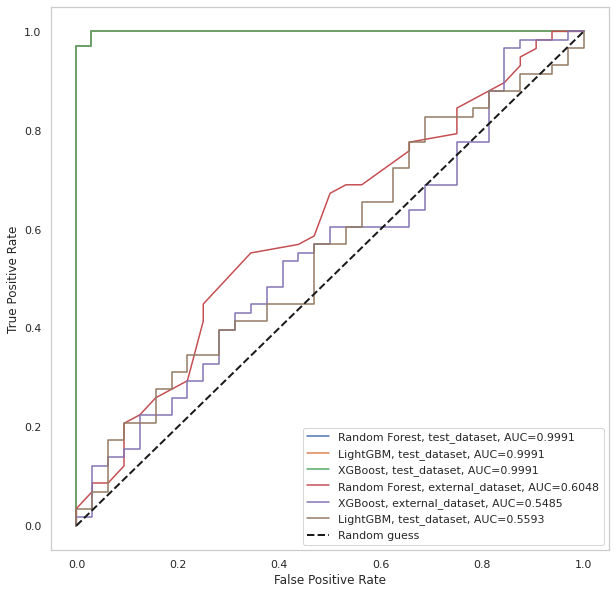 1.0
0.8
0.6
0.4
0.2
0.0
True Positive Rate
Random Forest, test_dataset, AUC=0.9991
LightGBM, test_dataset, AUC=0.9991
XGBoost, test_dataset, AUC=0.9991
Random Forest, external_dataset, AUC=0.6048
XGBoost, external_dataset, AUC=0.5485
LightGBM, test_dataset, AUC=0.5593
Random guess
0.0 0.2 0.4 0.6 0.8 1.0
False Positive Rate